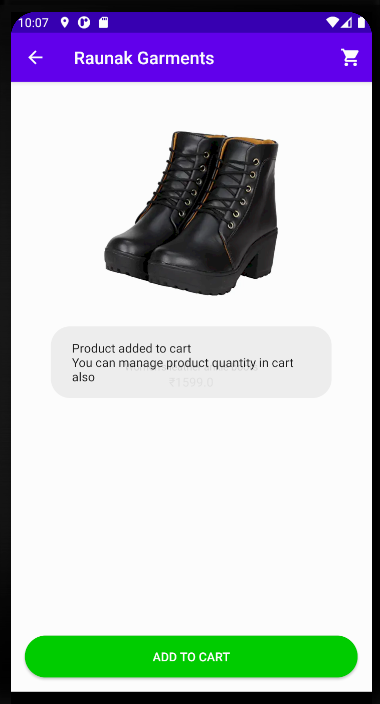 10:07
Raunak Garments
Product added to cart
You can manage product quantity in cart
also
₹1599.0
ADD TO CART